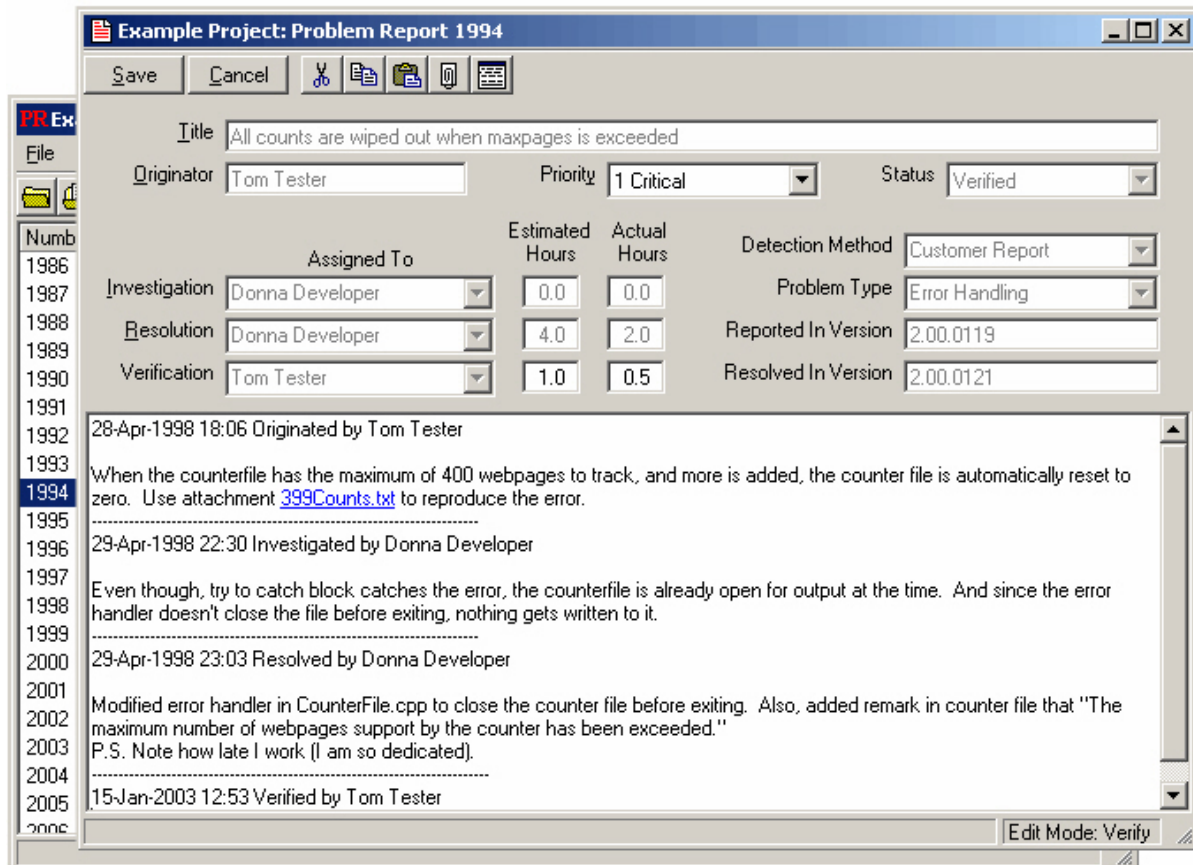 Example Project: Problem Report 1994
Save Cancel
PR Exa
File
Numb
1986
1987
1988
1989
1990
1991
1992
1993
1994
1995
1996
1997
1998
1999
2000
2001
2002
2003
2004
2005
2006
Title All counts are wiped out when maxpages is exceeded
Originator Tom Tester Priority 1 Critical Status Verified
Assigned To Estimated Hours Actual Hours Detection Method Customer Report
Investigation Donna Developer 0.0 0.0 Problem Type Error Handling
Resolution Donna Developer 4.0 2.0 Reported In Version 2.00.0119
Verification Tom Tester 1.0 0.5 Resolved In Version 2.00.0121
28-Apr-1998 18:06 Originated by Tom Tester
When the counterfile has the maximum of 400 webpages to track, and more is added, the counter file is automatically reset to
zero. Use attachment 399Counts.txt to reproduce the error.
--------------------------------------------------------------------------
29-Apr-1998 22:30 Investigated by Donna Developer
Even though, try to catch block catches the error, the counterfile is already open for output at the time. And since the error
handler doesn't close the file before exiting, nothing gets written to it.
--------------------------------------------------------------------------
29-Apr-1998 23:03 Resolved by Donna Developer
Modified error handler in CounterFile.cpp to close the counter file before exiting. Also, added remark in counter file that "The
maximum number of webpages support by the counter has been exceeded."
P.S. Note how late I work (I am so dedicated).
--------------------------------------------------------------------------
15-Jan-2003 12:53 Verified by Tom Tester
Edit Mode: Verify